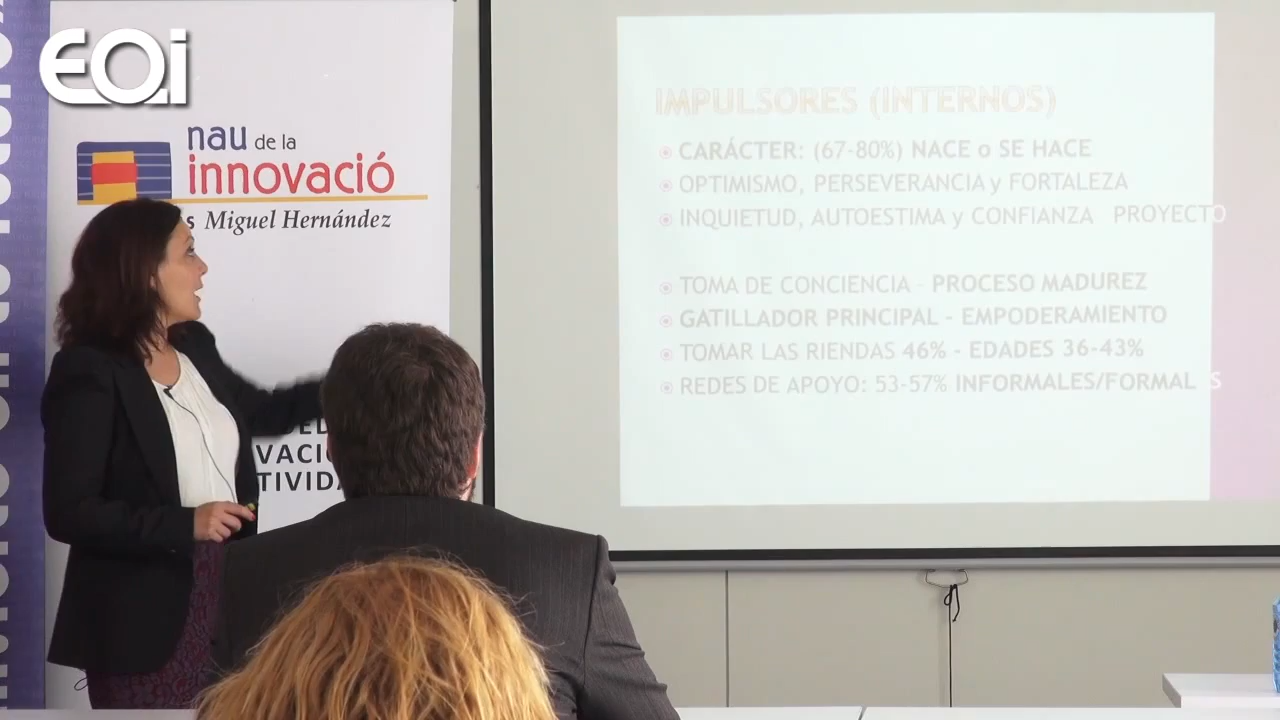 EOi
nau de la
innovació
s Miguel Hernández
VACI
TIVIDA
IMPULSORES (INTERNOS)
CARÁCTER: (67-80%) NACE o SE HACE
OPTIMISMO, PERSEVERANCIA y FORTALEZA
INQUIETUD, AUTOESTIMA y CONFIANZA PROYECTO
TOMA DE CONCIENCIA - PROCESO MADUREZ
GATILLADOR PRINCIPAL - EMPODERAMIENTO
TOMAR LAS RIENDAS 46% - EDADES 36-43%
REDES DE APOYO: 53-57% INFORMALES/FORMALES